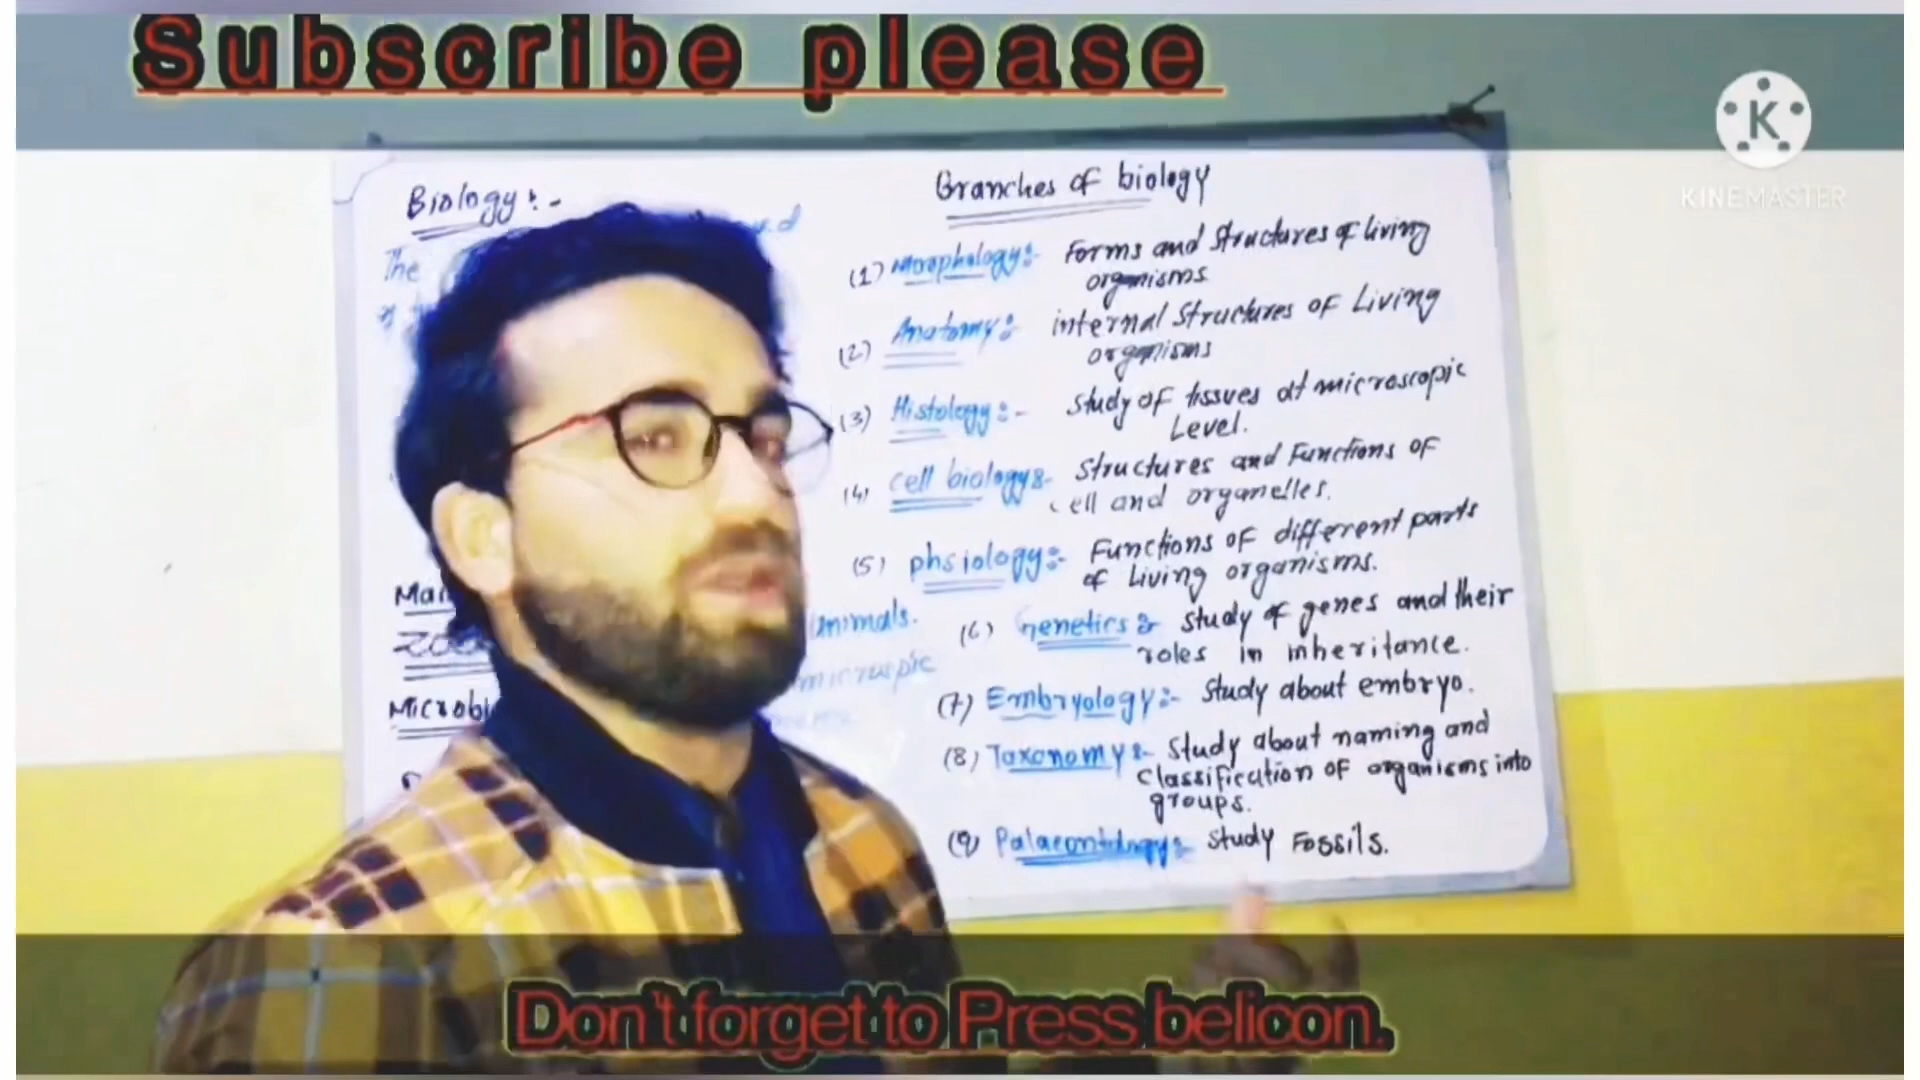 Subscribe please
K
KINEMASTER
Biology:-
The
Main
Animals.
micruspic
Microbi
Branches of biology
(1) Morphology:- Forms and Structures of living
organisms
(2) Anatomy:- internal Structures of Living
organisms
(3) Histology:- Study of tissues at microscopic
Level.
(4) cell biology:- Structures and Functions of
cell and organelles.
(5) phsiology:- Functions of different parts
of Living organisms.
(6) Genetics:- Study of genes and their
roles in inheritance.
(7) Embryology:- Study about embryo.
(8) Taxonomy:- Study about naming and
Classification of organisms into
groups.
(9) Palaeontology:- Study Fossils.
Don't forget to Press belicon.